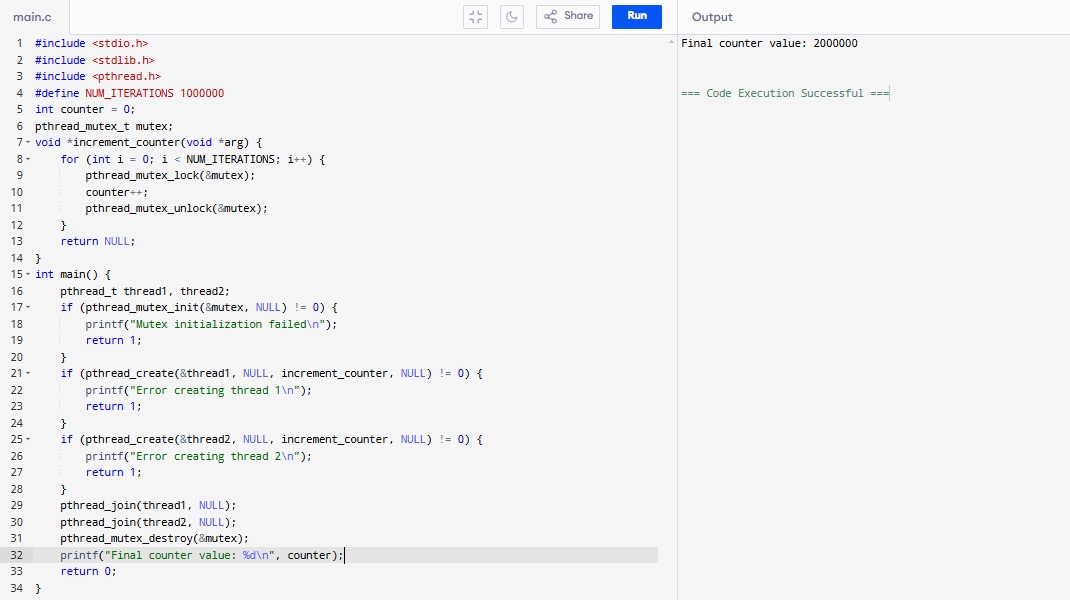 main.c
Share
Run
Output
1 #include <stdio.h>
2 #include <stdlib.h>
3 #include <pthread.h>
4 #define NUM_ITERATIONS 1000000
5 int counter = 0;
6 pthread_mutex_t mutex;
7 void *increment_counter(void *arg) {
8     for (int i = 0; i < NUM_ITERATIONS; i++) {
9         pthread_mutex_lock(&mutex);
10         counter++;
11         pthread_mutex_unlock(&mutex);
12     }
13     return NULL;
14 }
15 int main() {
16     pthread_t thread1, thread2;
17     if (pthread_mutex_init(&mutex, NULL) != 0) {
18         printf("Mutex initialization failed\n");
19         return 1;
20     }
21     if (pthread_create(&thread1, NULL, increment_counter, NULL) != 0) {
22         printf("Error creating thread 1\n");
23         return 1;
24     }
25     if (pthread_create(&thread2, NULL, increment_counter, NULL) != 0) {
26         printf("Error creating thread 2\n");
27         return 1;
28     }
29     pthread_join(thread1, NULL);
30     pthread_join(thread2, NULL);
31     pthread_mutex_destroy(&mutex);
32     printf("Final counter value: %d\n", counter);
33     return 0;
34 }
Final counter value: 2000000
=== Code Execution Successful ===